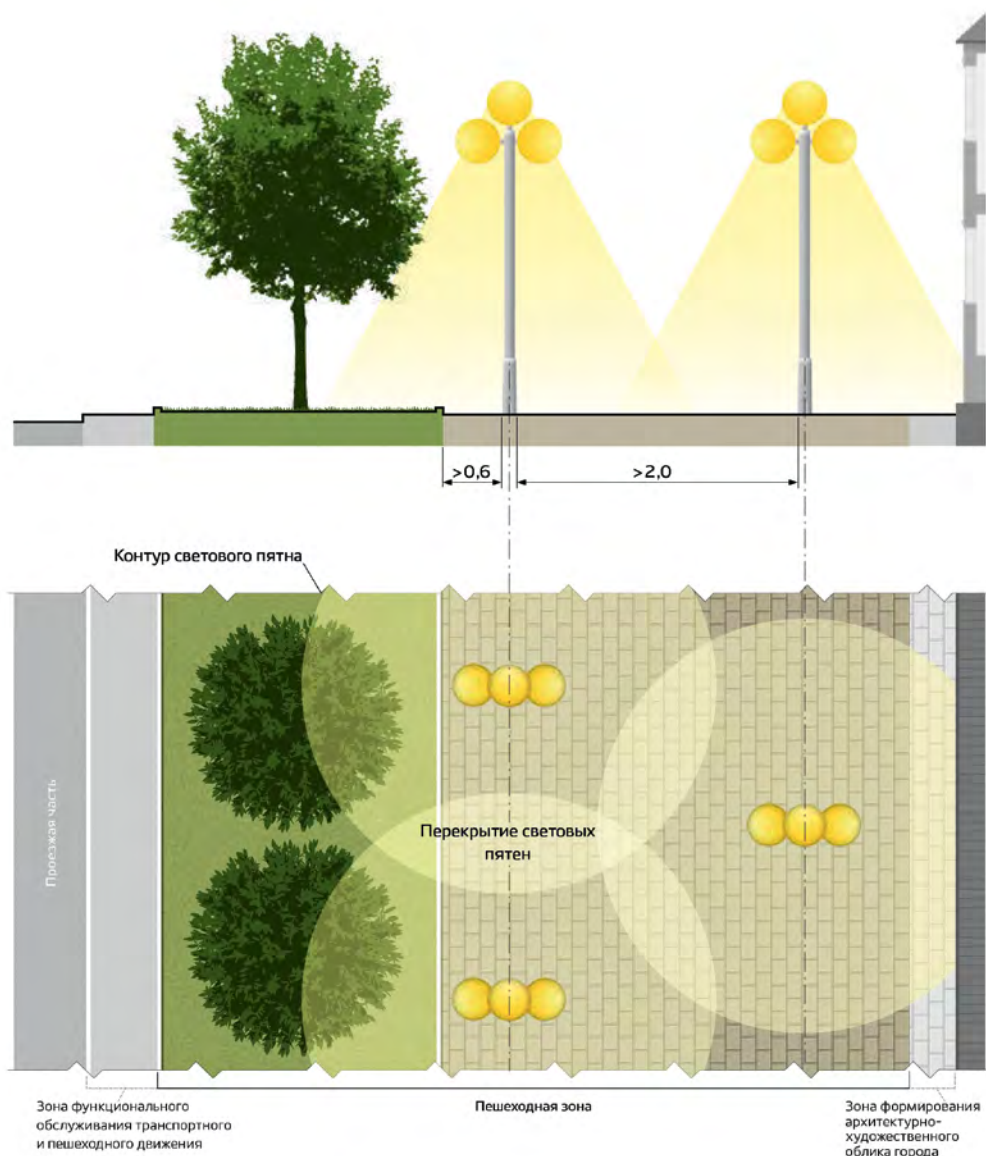 >0,6
>2,0
Контур светового пятна
Проезжая часть
Перекрытие световых
пятен
Зона функционального
обслуживания транспортного
и пешеходного движения
Пешеходная зона
Зона формирования
архитектурно-
художественного
облика города